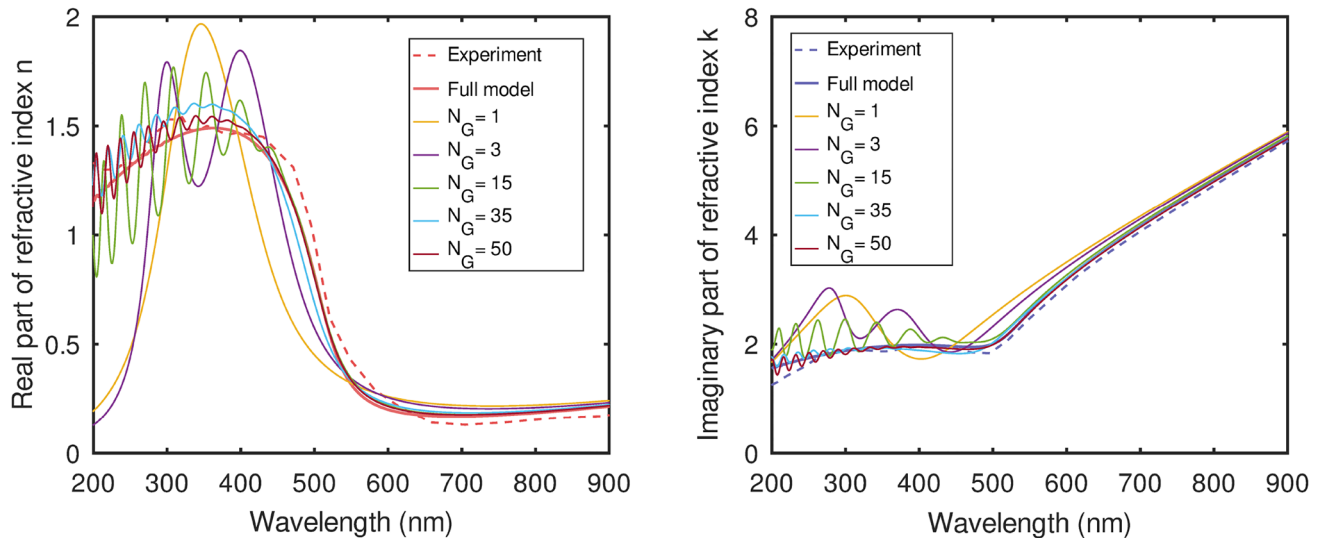 Real part of refractive index n
2
1.5
1
0.5
0
200 300 400 500 600 700 800 900
Wavelength (nm)
Experiment
Full model
N_G = 1
N_G = 3
N_G = 15
N_G = 35
N_G = 50
Imaginary part of refractive index k
8
6
4
2
0
200 300 400 500 600 700 800 900
Wavelength (nm)
Experiment
Full model
N_G = 1
N_G = 3
N_G = 15
N_G = 35
N_G = 50